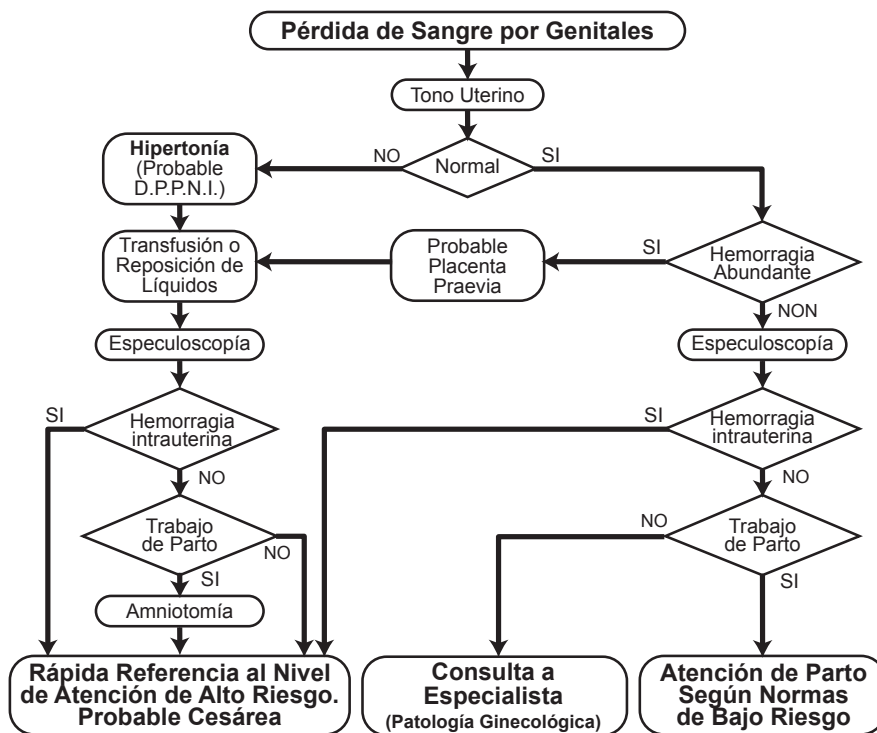 Pérdida de Sangre por Genitales
Tono Uterino
Normal
NO
SI
Hipertonía
(Probable
D.P.P.N.I.)
Transfusión o
Reposición de
Líquidos
Probable
Placenta
Praevia
SI
Hemorragia
Abundante
NON
Especuloscopía
Especuloscopía
SI
Hemorragia
intrauterina
NO
SI
Hemorragia
intrauterina
NO
Trabajo
de Parto
NO
SI
NO
Trabajo
de Parto
SI
Amniotomía
Rápida Referencia al Nivel
de Atención de Alto Riesgo.
Probable Cesárea
Consulta a
Especialista
(Patología Ginecológica)
Atención de Parto
Según Normas
de Bajo Riesgo